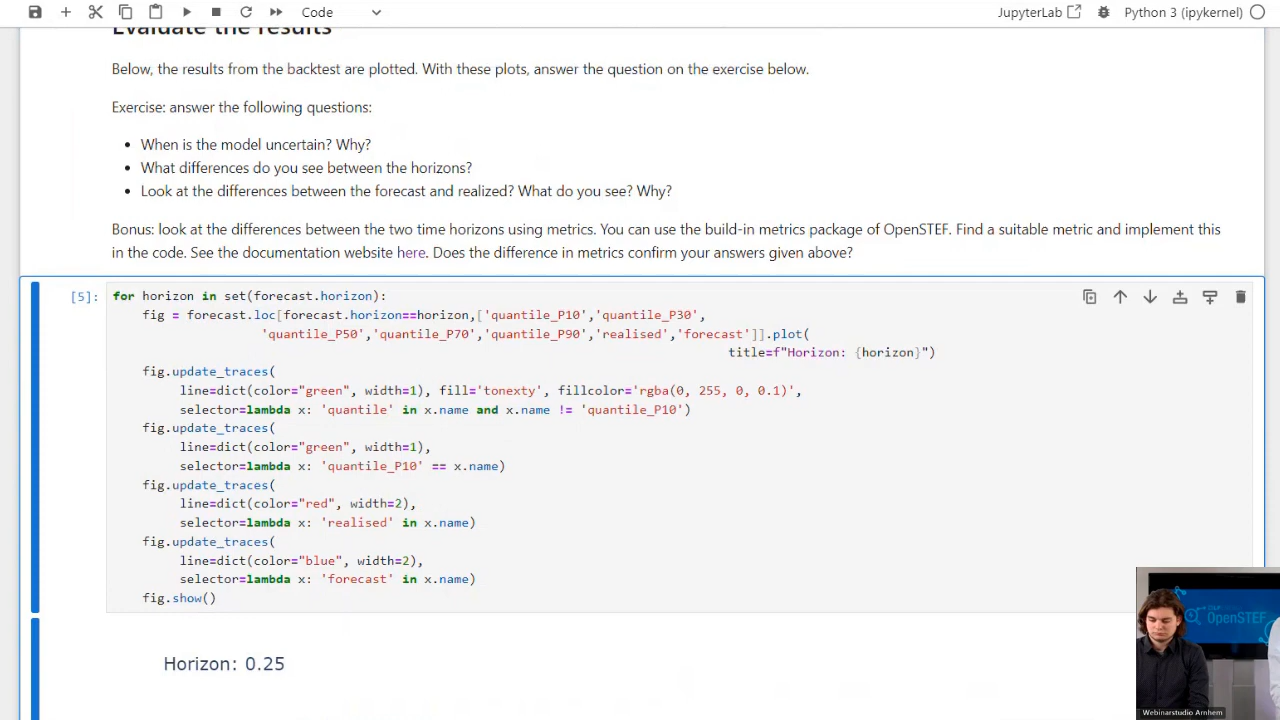 Code
JupyterLab
Python 3 (ipykernel)
Evaluate the results
Below, the results from the backtest are plotted. With these plots, answer the question on the exercise below.
Exercise: answer the following questions:
• When is the model uncertain? Why?
• What differences do you see between the horizons?
• Look at the differences between the forecast and realized? What do you see? Why?
Bonus: look at the differences between the two time horizons using metrics. You can use the build-in metrics package of OpenSTEF. Find a suitable metric and implement this
in the code. See the documentation website here. Does the difference in metrics confirm your answers given above?
[5]: for horizon in set(forecast.horizon):
fig = forecast.loc[forecast.horizon==horizon,['quantile_P10','quantile_P30',
'quantile_P50','quantile_P70','quantile_P90','realised','forecast']].plot(
title=f"Horizon: {horizon}")
fig.update_traces(
line=dict(color="green", width=1), fill='tonexty', fillcolor='rgba(0, 255, 0, 0.1)',
selector=lambda x: 'quantile' in x.name and x.name != 'quantile_P10')
fig.update_traces(
line=dict(color="green", width=1),
selector=lambda x: 'quantile_P10' == x.name)
fig.update_traces(
line=dict(color="red", width=2),
selector=lambda x: 'realised' in x.name)
fig.update_traces(
line=dict(color="blue", width=2),
selector=lambda x: 'forecast' in x.name)
fig.show()
OpenSTEF
Horizon: 0.25
Webinarstudio Arnhem